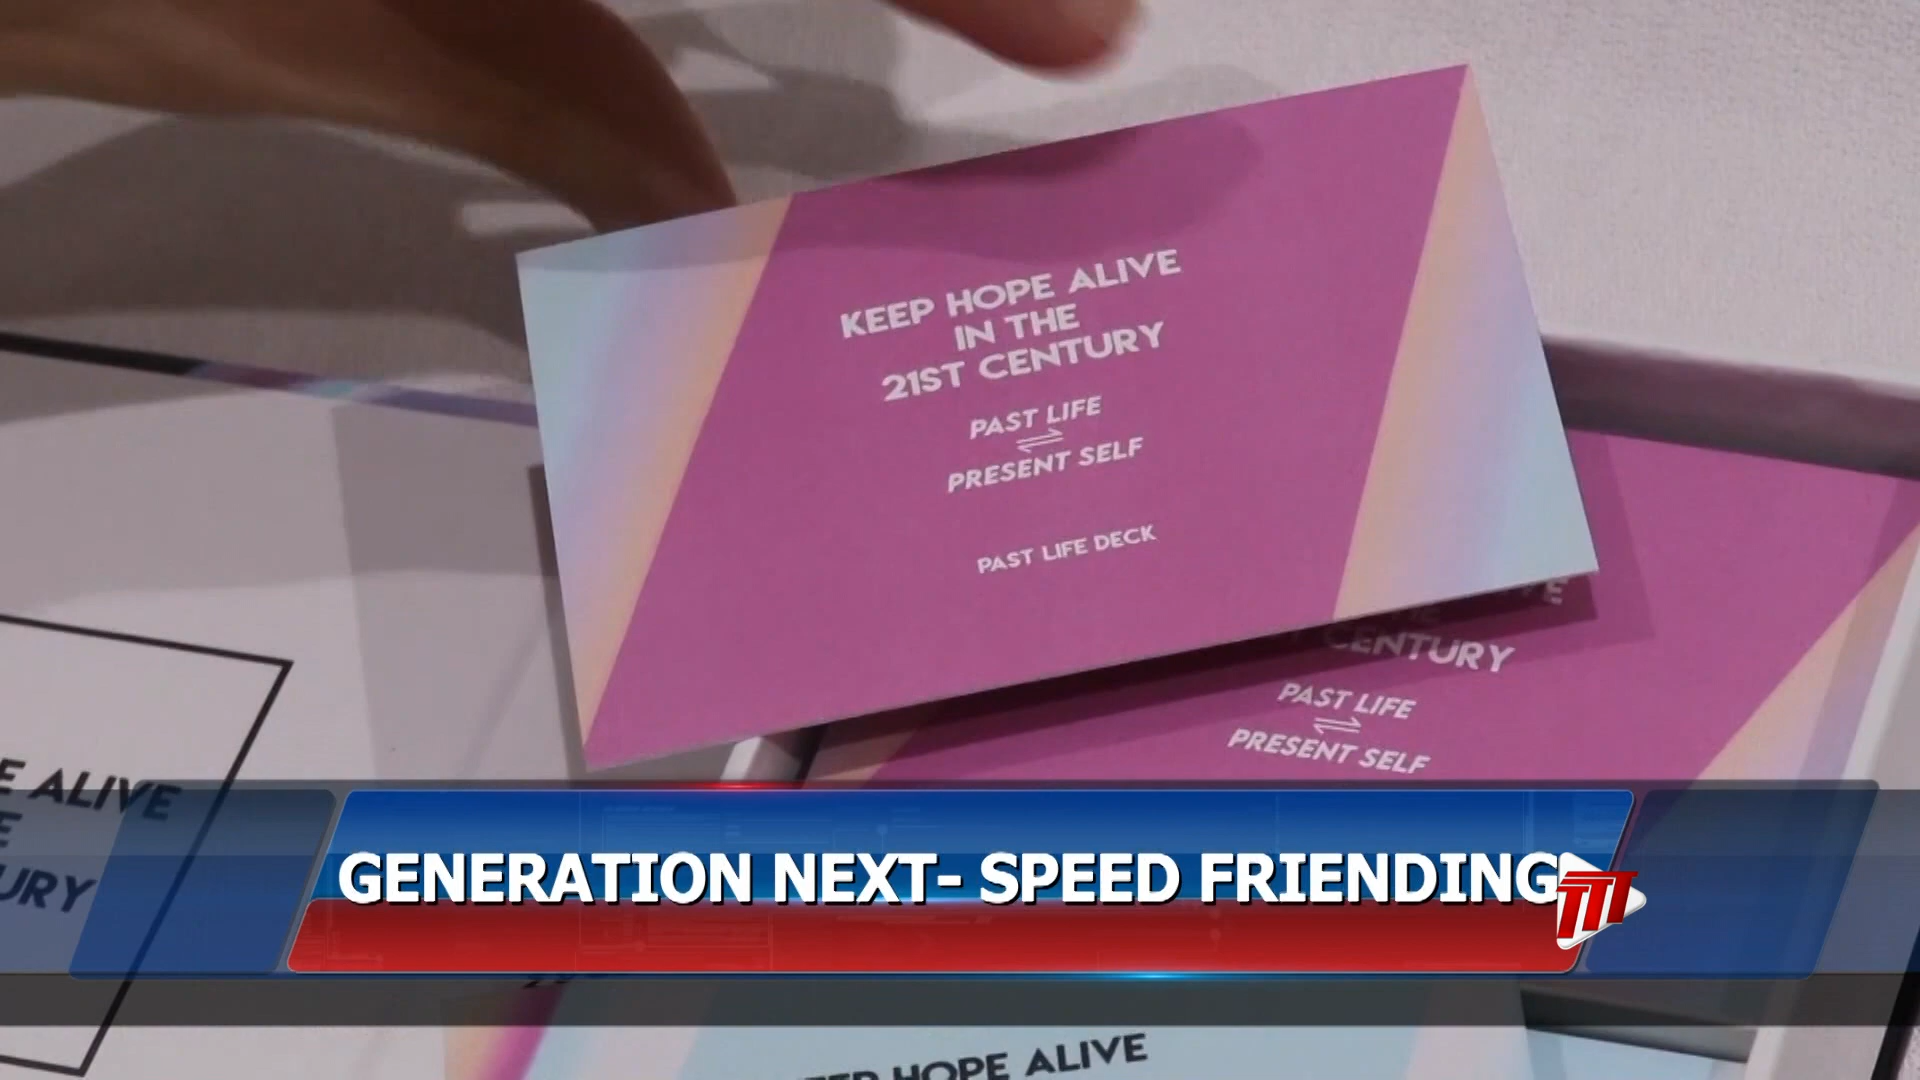 KEEP HOPE ALIVE
IN THE
21ST CENTURY
PAST LIFE
PRESENT SELF
PAST LIFE DECK
CENTURY
PAST LIFE
PRESENT SELF
ALIVE
GENERATION NEXT- SPEED FRIENDING
TTT
HOPE ALIVE